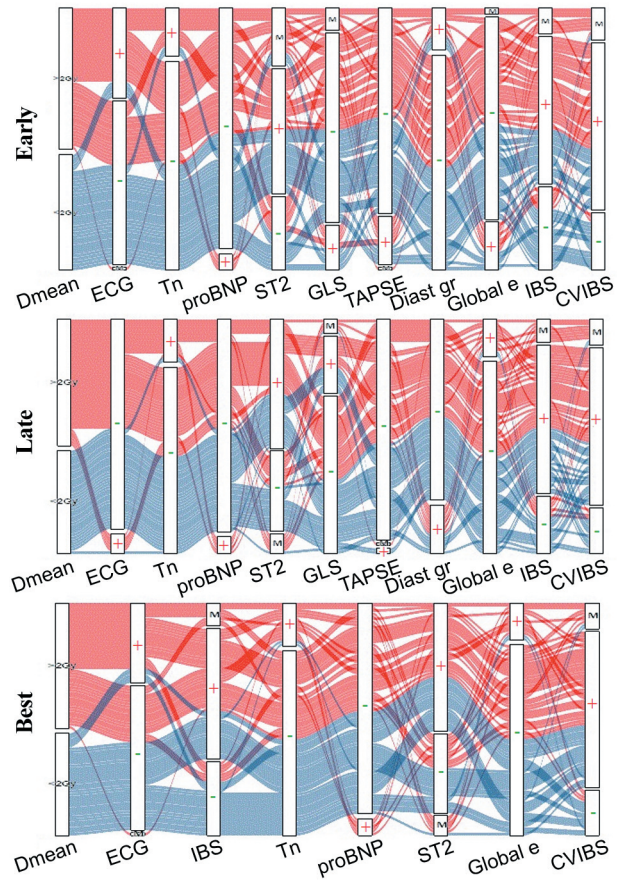 Early
>2Gy
<2Gy
+ - + - + - M + - M - + M - + + - M - + M + - M + -
Dmean ECG Tn proBNP ST2 GLS TAPSE Diast gr Global e IBS CVIBS
Late
>2Gy
<2Gy
- + + - - + + - M M + - - M + - + + - M + - M + -
Dmean ECG Tn proBNP ST2 GLS TAPSE Diast gr Global e IBS CVIBS
Best
>2Gy
<2Gy
+ - M M + - + - - + + - M + - M + -
Dmean ECG IBS Tn proBNP ST2 Global e CVIBS